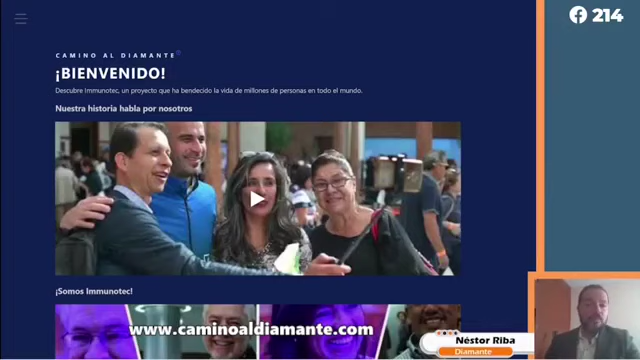 214
CAMINO AL DIAMANTE
¡BIENVENIDO!
Descubre Immunotec, un proyecto que ha bendecido la vida de millones de personas en todo el mundo.
Nuestra historia habla por nosotros
¡Somos Immunotec!
www.caminoaldiamante.com
Néstor Riba
Diamante